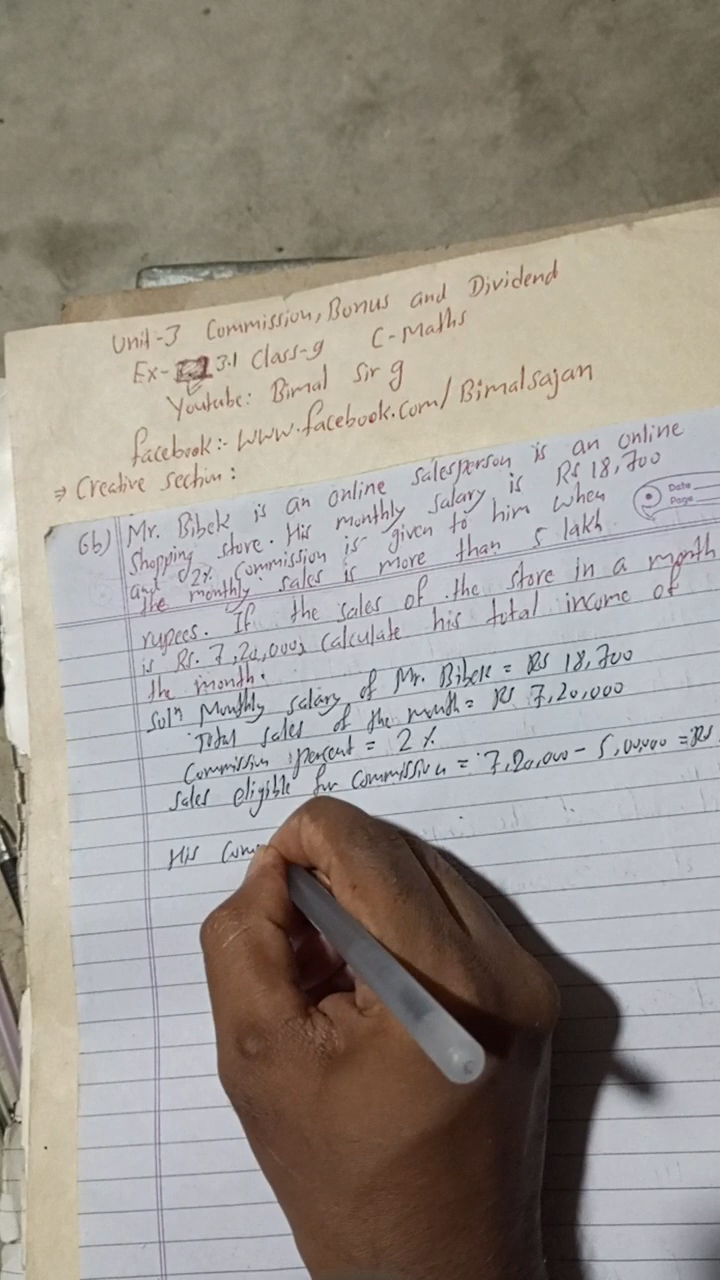 Unit-3 Commission, Bonus and Dividend
Ex- 3.1 Class-9 C-Maths
Youtube: Bimal Sir g
facebook:- www.facebook.com/Bimalsajan
⇒ Creative section:
6b) Mr. Bibek is an online salesperson is an online
shopping store. His monthly salary is Rs 18,700
and 2% commission is given to him when
the monthly sales is more than 5 lakh
Date
Page
rupees. If the sales of the store in a month
is Rs. 7,20,000, calculate his total income of
the month.
Solⁿ Monthly salary of Mr. Bibek = Rs 18,700
Total sales of the month = Rs 7,20,000
Commission percent = 2 %
Sales eligible for commission = 7,20,000 - 5,00,000 = Rs
His Comm